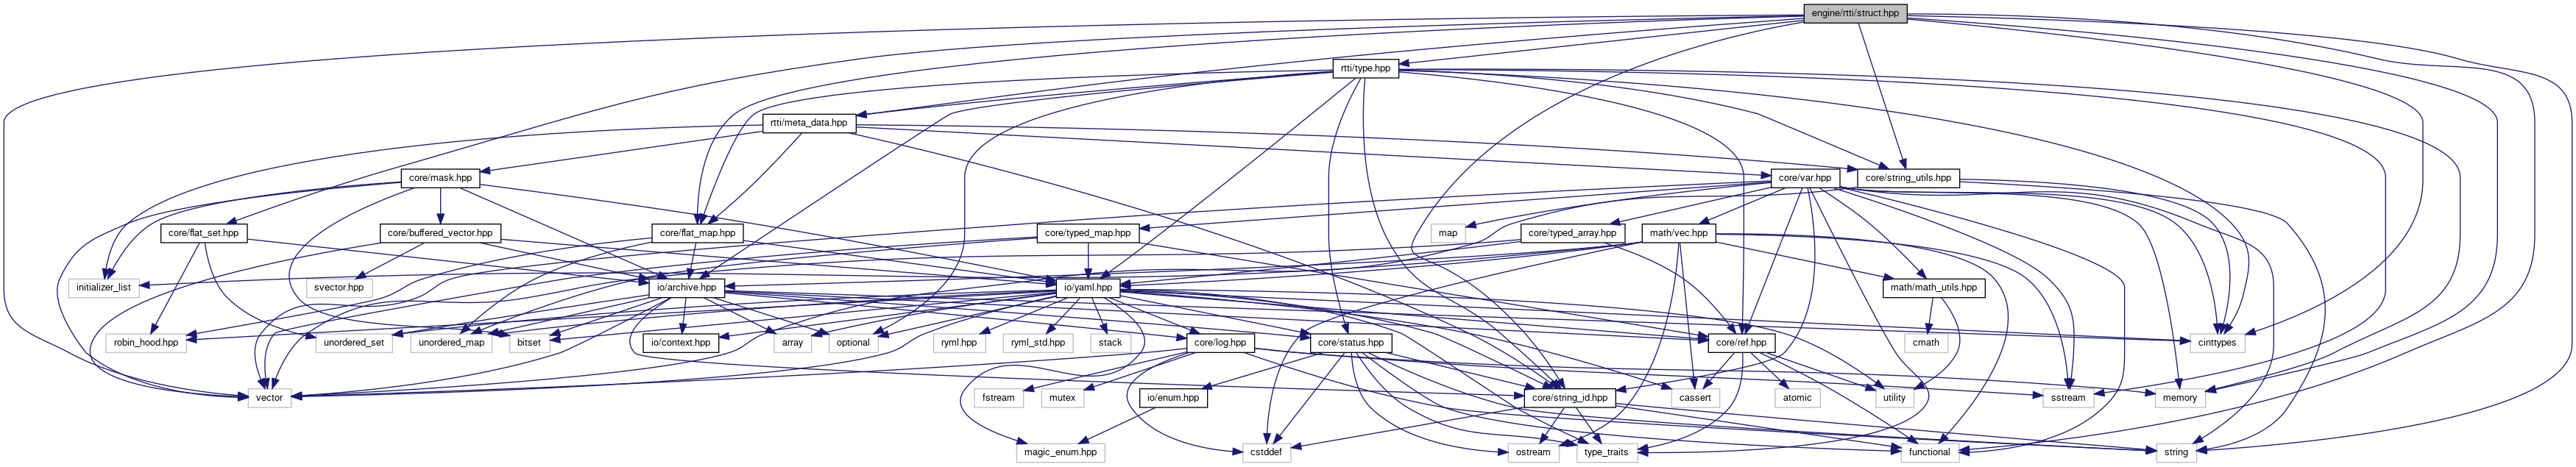 engine/rtti/struct.hpp
rtti/type.hpp
rtti/meta_data.hpp
core/mask.hpp
core/var.hpp
core/string_utils.hpp
core/flat_set.hpp
core/buffered_vector.hpp
core/flat_map.hpp
core/typed_map.hpp
map
core/typed_array.hpp
math/vec.hpp
initializer_list
svector.hpp
io/archive.hpp
io/yaml.hpp
math/math_utils.hpp
robin_hood.hpp
unordered_set
unordered_map
bitset
io/context.hpp
array
optional
ryml.hpp
ryml_std.hpp
stack
core/log.hpp
core/status.hpp
core/ref.hpp
cmath
cinttypes
vector
fstream
mutex
io/enum.hpp
core/string_id.hpp
cassert
atomic
utility
sstream
memory
magic_enum.hpp
cstddef
ostream
type_traits
functional
string